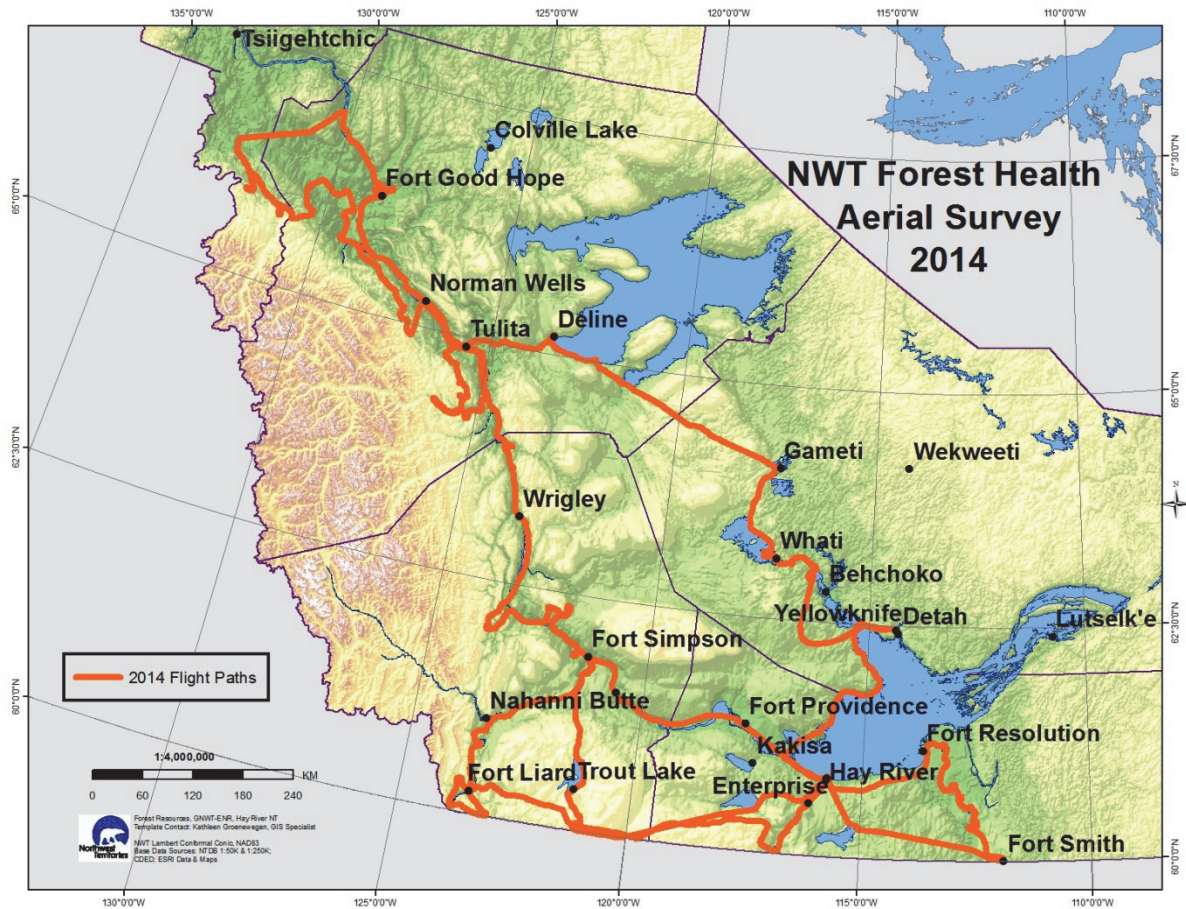 135°0'0"W
130°0'0"W
125°0'0"W
120°0'0"W
115°0'0"W
110°0'0"W
Tsiigehtchic
Colville Lake
NWT Forest Health
Aerial Survey
2014
67°30'0"N
65°0'0"N
Fort Good Hope
Norman Wells
Tulita
Deline
65°0'0"N
62°30'0"N
Gameti
Wekweeti
Wrigley
Whati
Behchoko
Yellowknife
Detah
Lutselk'e
62°30'0"N
Fort Simpson
2014 Flight Paths
Nahanni Butte
Fort Providence
60°0'0"N
Kakisa
Fort Resolution
1:4,000,000
KM
0 60 120 180 240
Fort Liard
Trout Lake
Hay River
Enterprise
Forest Resources, GNWT-ENR, Hay River NT
Template Contact: Kathleen Groenewegen, GIS Specialist
NWT Lambert Conformal Conic, NAD83
Base Data Sources: NTDB 1:50K & 1:250K;
CDED; ESRI Data & Maps
Northwest
Territories
Fort Smith
60°0'0"N
130°0'0"W
125°0'0"W
120°0'0"W
115°0'0"W
110°0'0"W